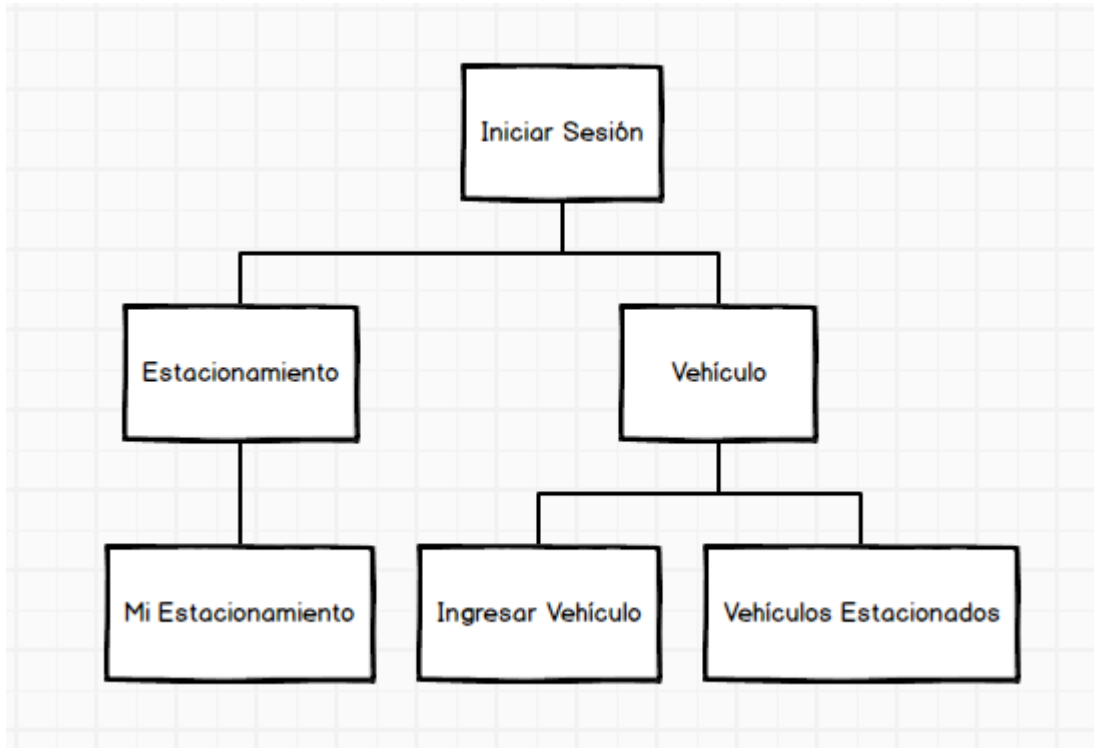 Iniciar Sesión
Estacionamiento
Vehículo
Mi Estacionamiento
Ingresar Vehículo
Vehículos Estacionados